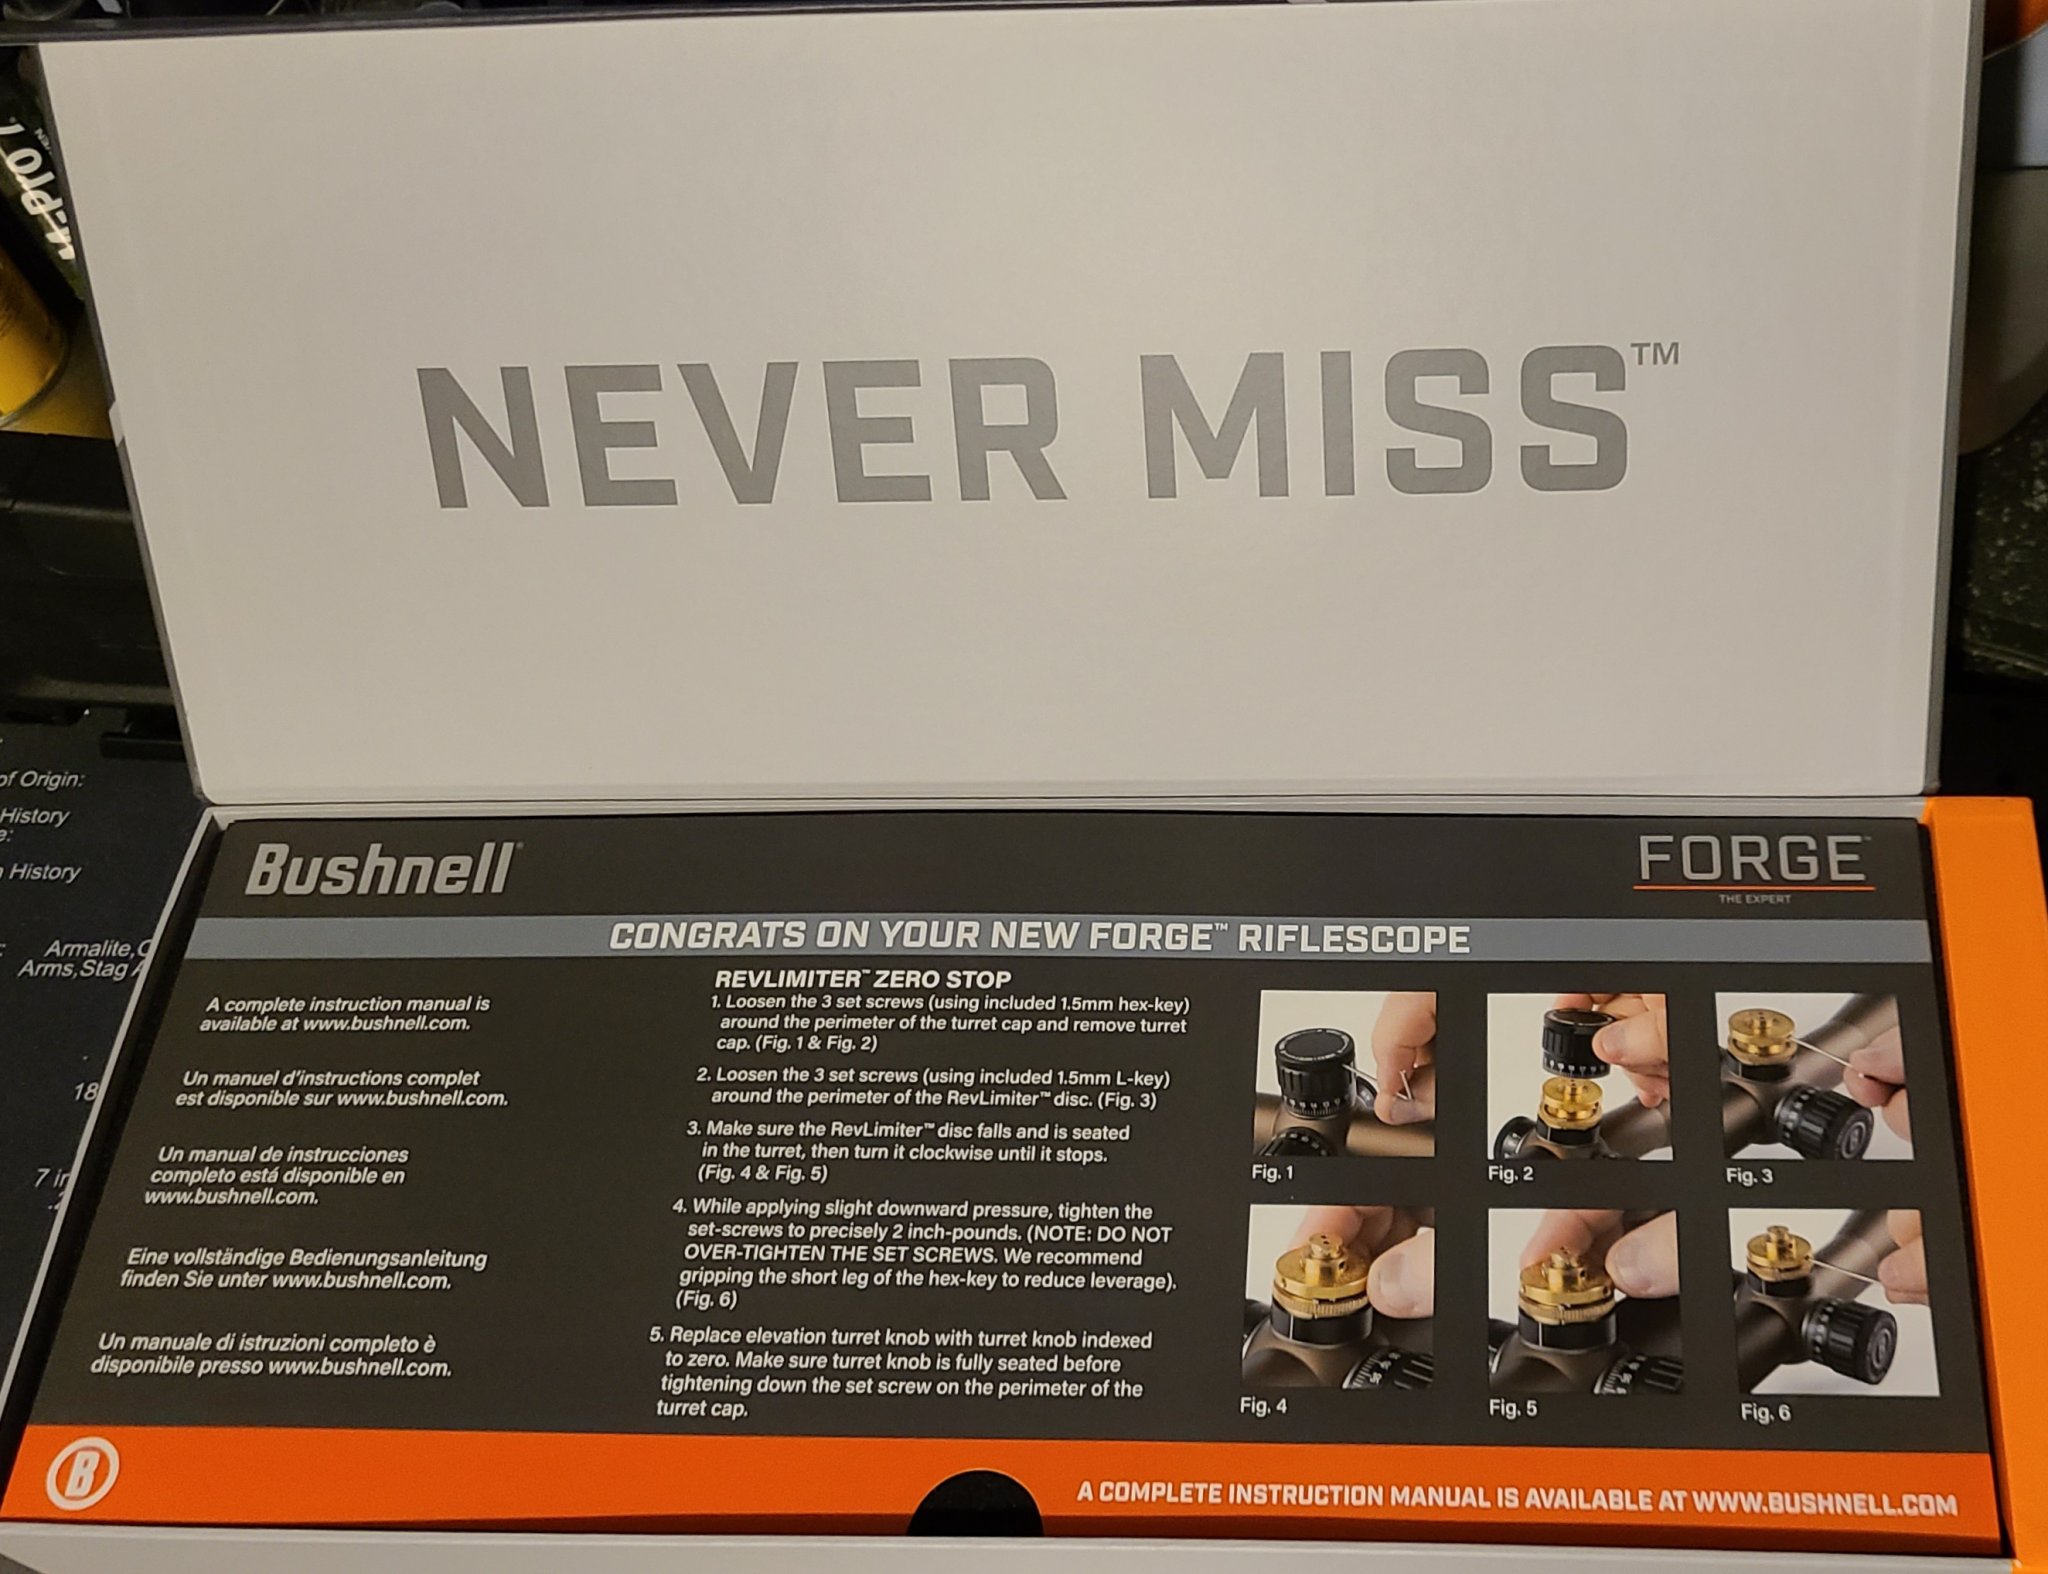 NEVER MISS™
Bushnell®
FORGE™
THE EXPERT
CONGRATS ON YOUR NEW FORGE™ RIFLESCOPE
A complete instruction manual is
available at www.bushnell.com.
Un manuel d'instructions complet
est disponible sur www.bushnell.com.
Un manual de instrucciones
completo está disponible en
www.bushnell.com.
Eine vollständige Bedienungsanleitung
finden Sie unter www.bushnell.com.
Un manuale di istruzioni completo è
disponibile presso www.bushnell.com.
REVLIMITER™ ZERO STOP
1. Loosen the 3 set screws (using included 1.5mm hex-key)
around the perimeter of the turret cap and remove turret
cap. (Fig. 1 & Fig. 2)
2. Loosen the 3 set screws (using included 1.5mm L-key)
around the perimeter of the RevLimiter™ disc. (Fig. 3)
3. Make sure the RevLimiter™ disc falls and is seated
in the turret, then turn it clockwise until it stops.
(Fig. 4 & Fig. 5)
4. While applying slight downward pressure, tighten the
set-screws to precisely 2 inch-pounds. (NOTE: DO NOT
OVER-TIGHTEN THE SET SCREWS. We recommend
gripping the short leg of the hex-key to reduce leverage).
(Fig. 6)
5. Replace elevation turret knob with turret knob indexed
to zero. Make sure turret knob is fully seated before
tightening down the set screw on the perimeter of the
turret cap.
Fig. 1
Fig. 2
Fig. 3
Fig. 4
Fig. 5
Fig. 6
B
A COMPLETE INSTRUCTION MANUAL IS AVAILABLE AT WWW.BUSHNELL.COM
of Origin:
History
History
Armalite,
Arms,Stag
18
7